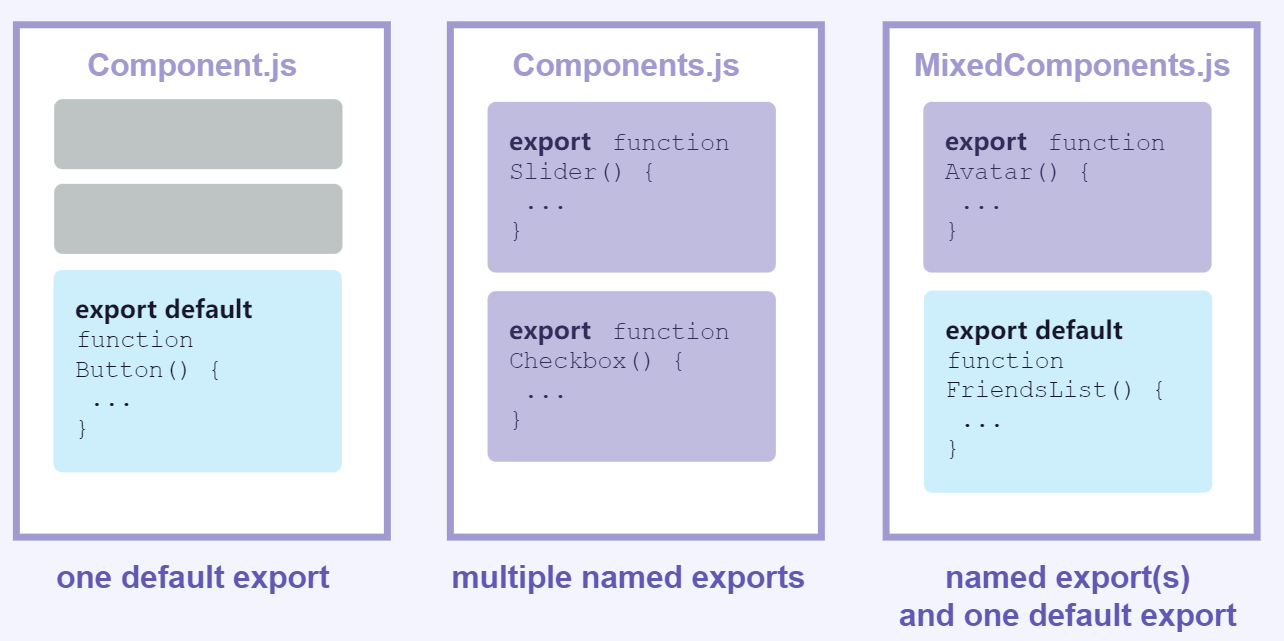 Component.js
export default
function
Button() {
...
}
one default export
Components.js
export function
Slider() {
...
}
export function
Checkbox() {
...
}
multiple named exports
MixedComponents.js
export function
Avatar() {
...
}
export default
function
FriendsList() {
...
}
named export(s)
and one default export